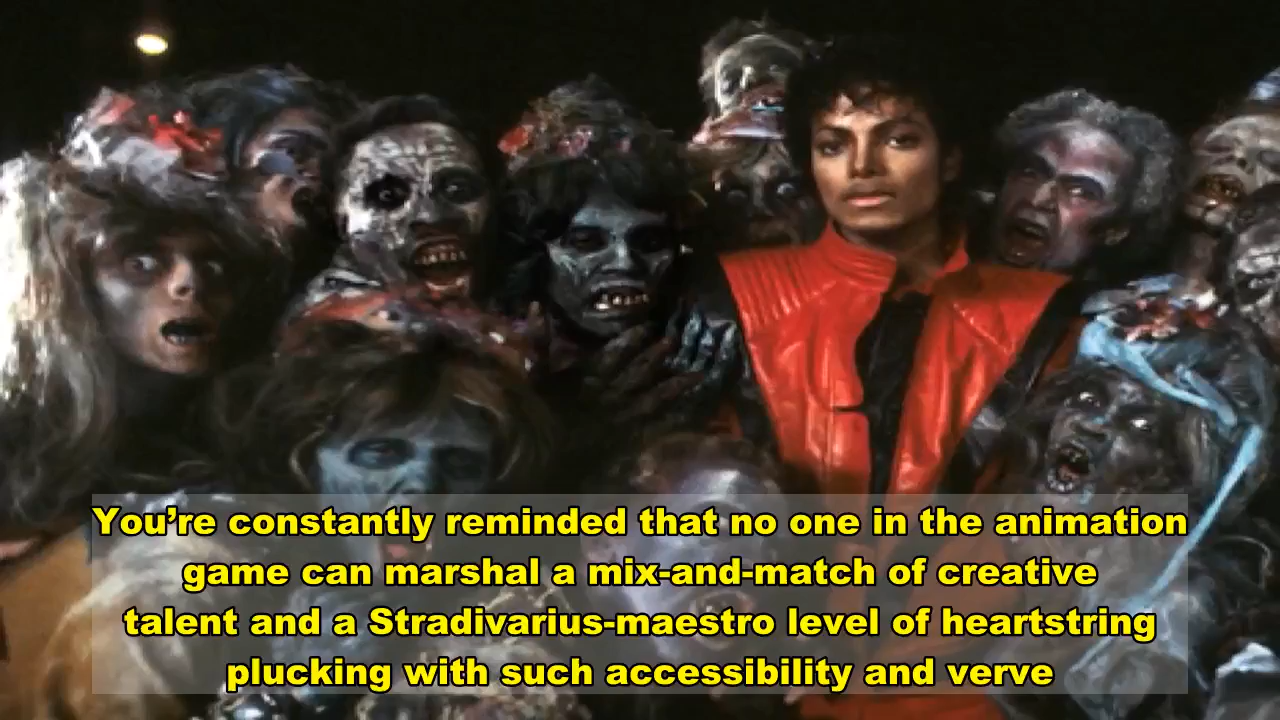 You’re constantly reminded that no one in the animation
game can marshal a mix-and-match of creative
talent and a Stradivarius-maestro level of heartstring
plucking with such accessibility and verve